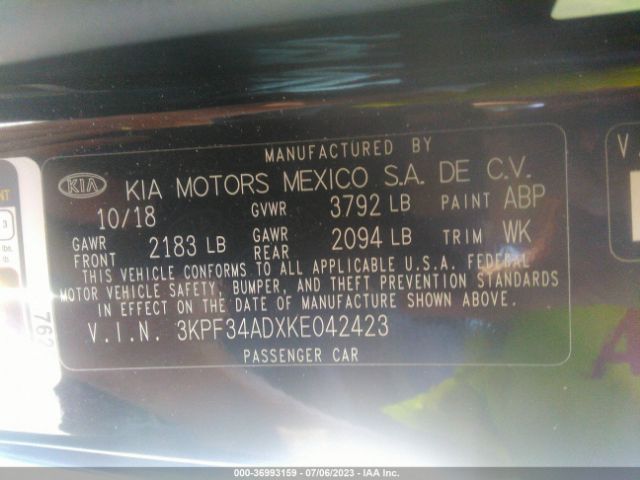 MANUFACTURED BY
KIA KIA MOTORS MEXICO S.A. DE C.V.
10/18 GVWR 3792 LB PAINT ABP
GAWR FRONT 2183 LB GAWR REAR 2094 LB TRIM WK
THIS VEHICLE CONFORMS TO ALL APPLICABLE U.S.A. FEDERAL
MOTOR VEHICLE SAFETY, BUMPER, AND THEFT PREVENTION STANDARDS
IN EFFECT ON THE DATE OF MANUFACTURE SHOWN ABOVE.
V.I.N. 3KPF34ADXKE042423
PASSENGER CAR
NT
3
762
V.
000-36993159 - 07/06/2023 - IAA Inc.